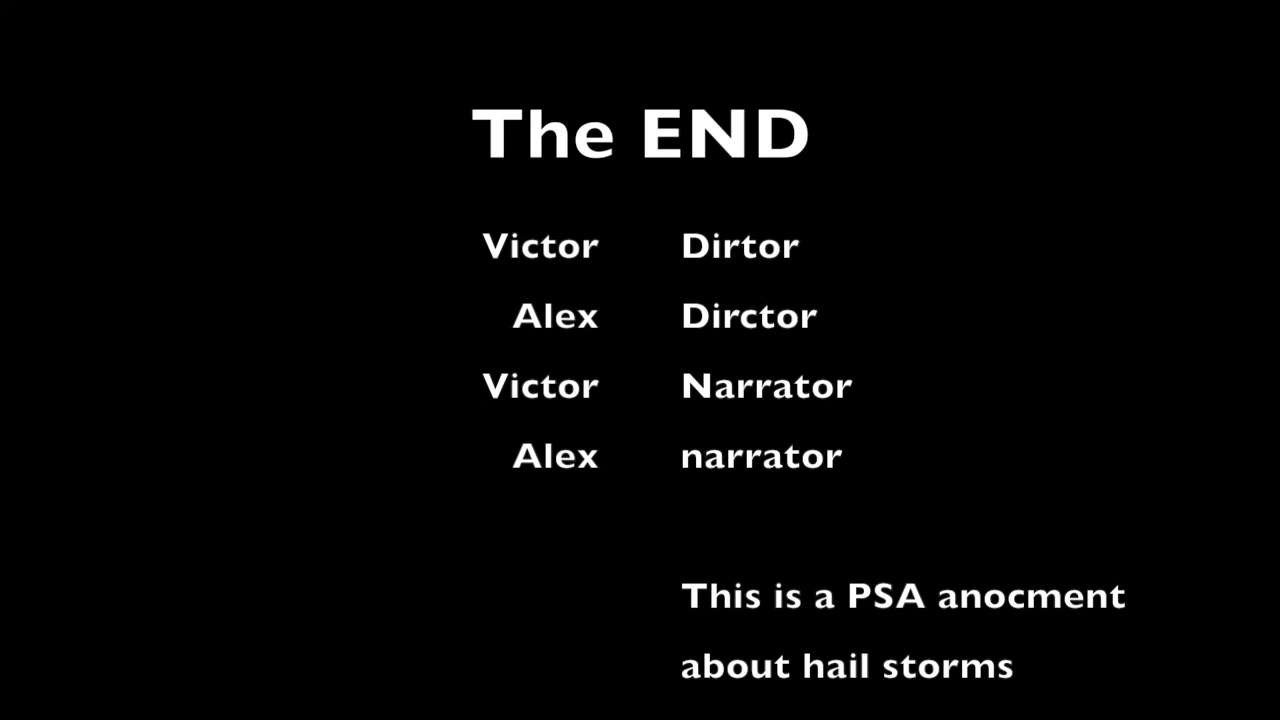 The END
Victor Dirtor
Alex Dirctor
Victor Narrator
Alex narrator
This is a PSA anocment
about hail storms